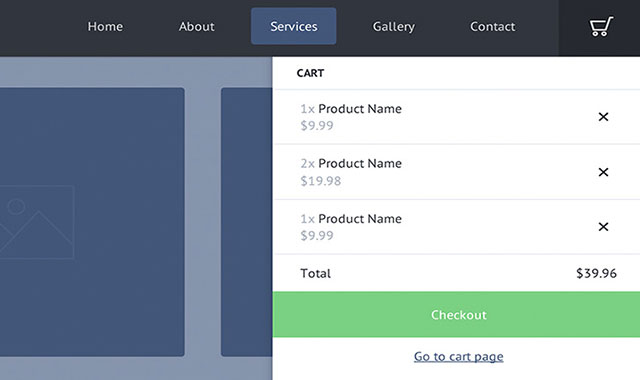 Home About Services Gallery Contact
CART
1x Product Name
$9.99
2x Product Name
$19.98
1x Product Name
$9.99
Total $39.96
Checkout
Go to cart page